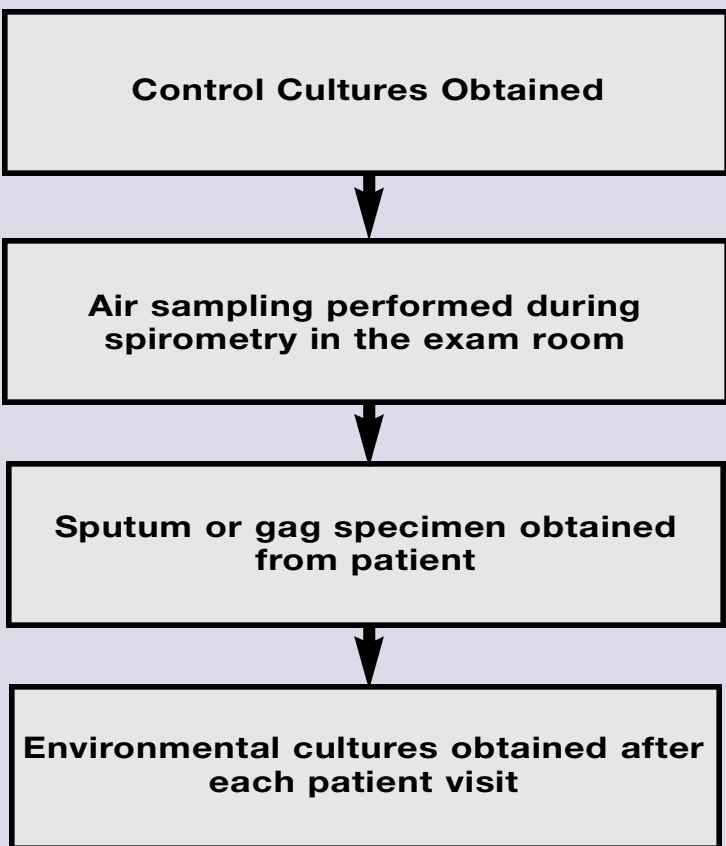 Control Cultures Obtained
Air sampling performed during
spirometry in the exam room
Sputum or gag specimen obtained
from patient
Environmental cultures obtained after
each patient visit